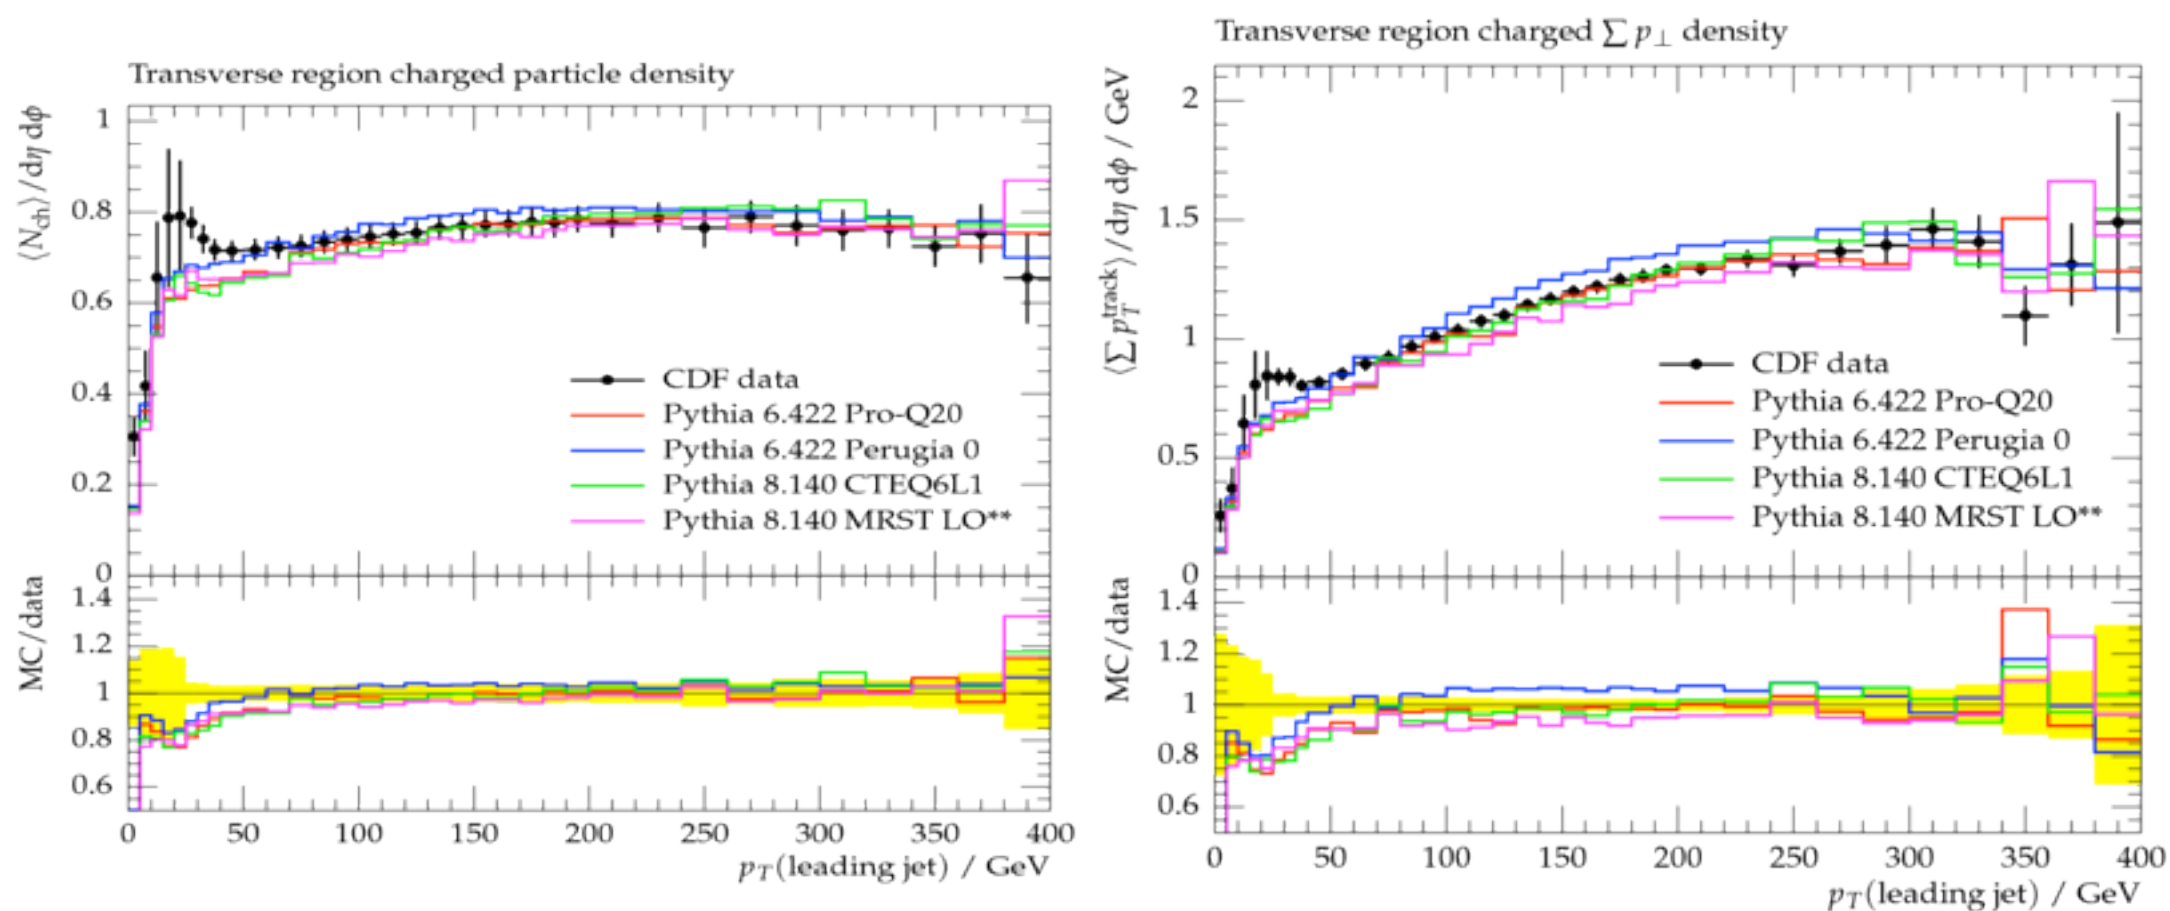 Transverse region charged particle density
⟨N_ch⟩/dη dφ
1
0.8
0.6
0.4
0.2
0
CDF data
Pythia 6.422 Pro-Q20
Pythia 6.422 Perugia 0
Pythia 8.140 CTEQ6L1
Pythia 8.140 MRST LO**
MC/data
1.4
1.2
1
0.8
0.6
0 50 100 150 200 250 300 350 400
p_T(leading jet) / GeV
Transverse region charged ∑ p_⊥ density
⟨∑ p_T^track⟩/dη dφ / GeV
2
1.5
1
0.5
0
CDF data
Pythia 6.422 Pro-Q20
Pythia 6.422 Perugia 0
Pythia 8.140 CTEQ6L1
Pythia 8.140 MRST LO**
MC/data
1.4
1.2
1
0.8
0.6
0 50 100 150 200 250 300 350 400
p_T(leading jet) / GeV